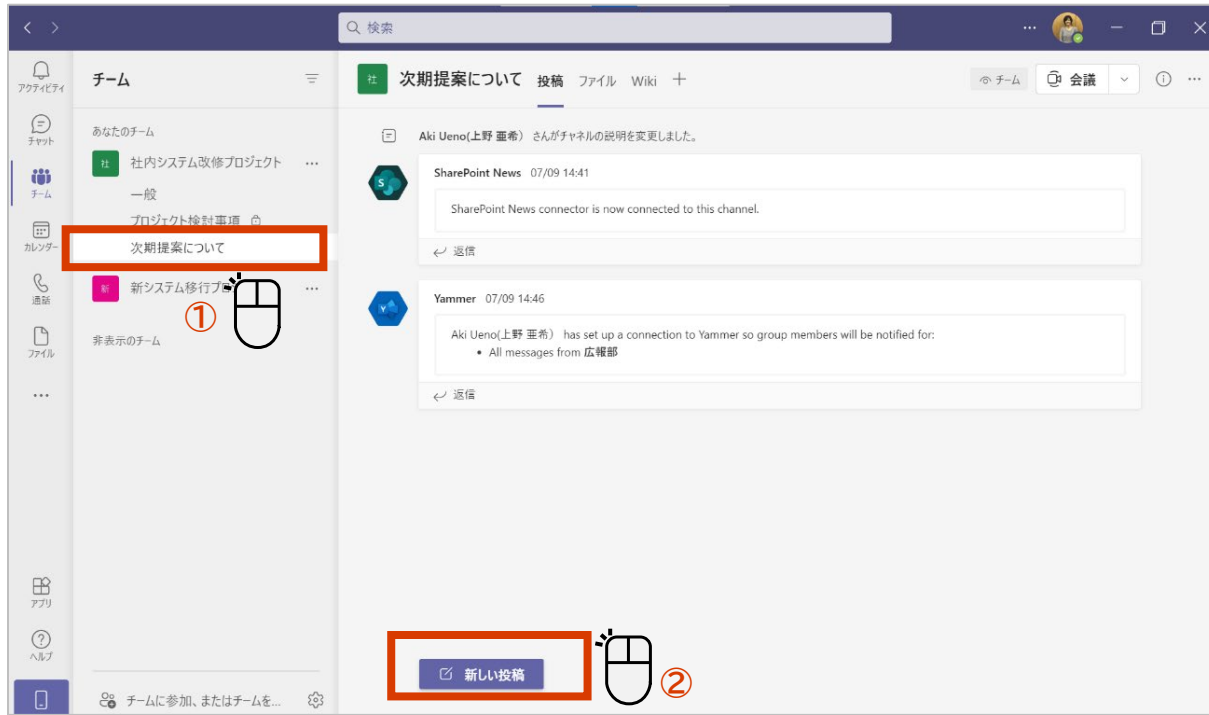 検索
アクティビティ
チャット
チーム
カレンダー
通話
ファイル
アプリ
ヘルプ
チーム
あなたのチーム
社 社内システム改修プロジェクト
一般
プロジェクト検討事項
次期提案について
新 新システム移行プロ
①
非表示のチーム
チームに参加、またはチームを...
社 次期提案について 投稿 ファイル Wiki
チーム 会議
Aki Ueno(上野 亜希) さんがチャネルの説明を変更しました。
SharePoint News 07/09 14:41
SharePoint News connector is now connected to this channel.
返信
Yammer 07/09 14:46
Aki Ueno(上野 亜希) has set up a connection to Yammer so group members will be notified for:
• All messages from 広報部
返信
新しい投稿
②